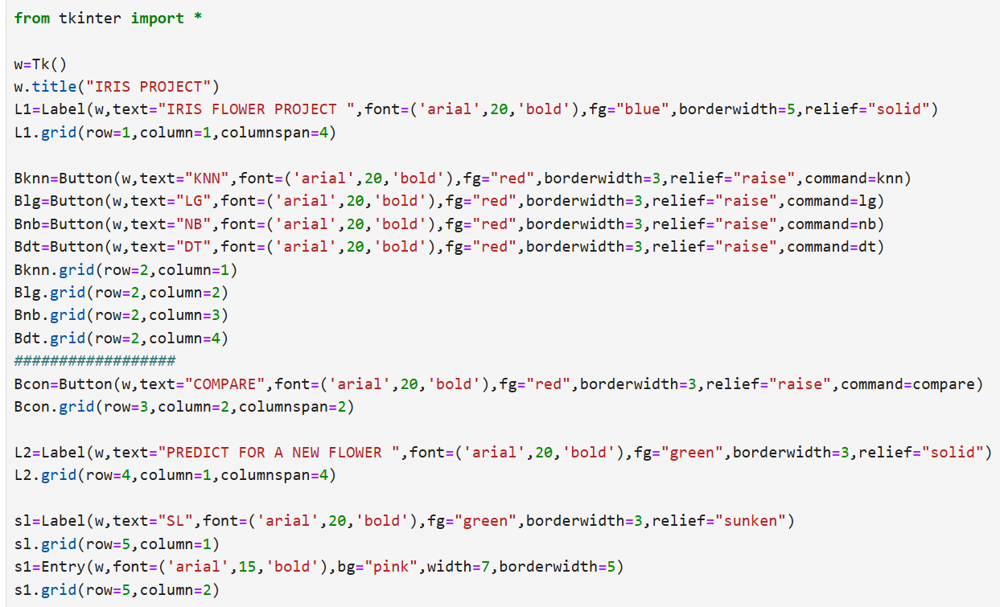 from tkinter import *
w=Tk()
w.title("IRIS PROJECT")
L1=Label(w,text="IRIS FLOWER PROJECT ",font=('arial',20,'bold'),fg="blue",borderwidth=5,relief="solid")
L1.grid(row=1,column=1,columnspan=4)
Bknn=Button(w,text="KNN",font=('arial',20,'bold'),fg="red",borderwidth=3,relief="raise",command=knn)
Blg=Button(w,text="LG",font=('arial',20,'bold'),fg="red",borderwidth=3,relief="raise",command=lg)
Bnb=Button(w,text="NB",font=('arial',20,'bold'),fg="red",borderwidth=3,relief="raise",command=nb)
Bdt=Button(w,text="DT",font=('arial',20,'bold'),fg="red",borderwidth=3,relief="raise",command=dt)
Bknn.grid(row=2,column=1)
Blg.grid(row=2,column=2)
Bnb.grid(row=2,column=3)
Bdt.grid(row=2,column=4)
##################
Bcon=Button(w,text="COMPARE",font=('arial',20,'bold'),fg="red",borderwidth=3,relief="raise",command=compare)
Bcon.grid(row=3,column=2,columnspan=2)
L2=Label(w,text="PREDICT FOR A NEW FLOWER ",font=('arial',20,'bold'),fg="green",borderwidth=3,relief="solid")
L2.grid(row=4,column=1,columnspan=4)
sl=Label(w,text="SL",font=('arial',20,'bold'),fg="green",borderwidth=3,relief="sunken")
sl.grid(row=5,column=1)
s1=Entry(w,font=('arial',15,'bold'),bg="pink",width=7,borderwidth=5)
s1.grid(row=5,column=2)